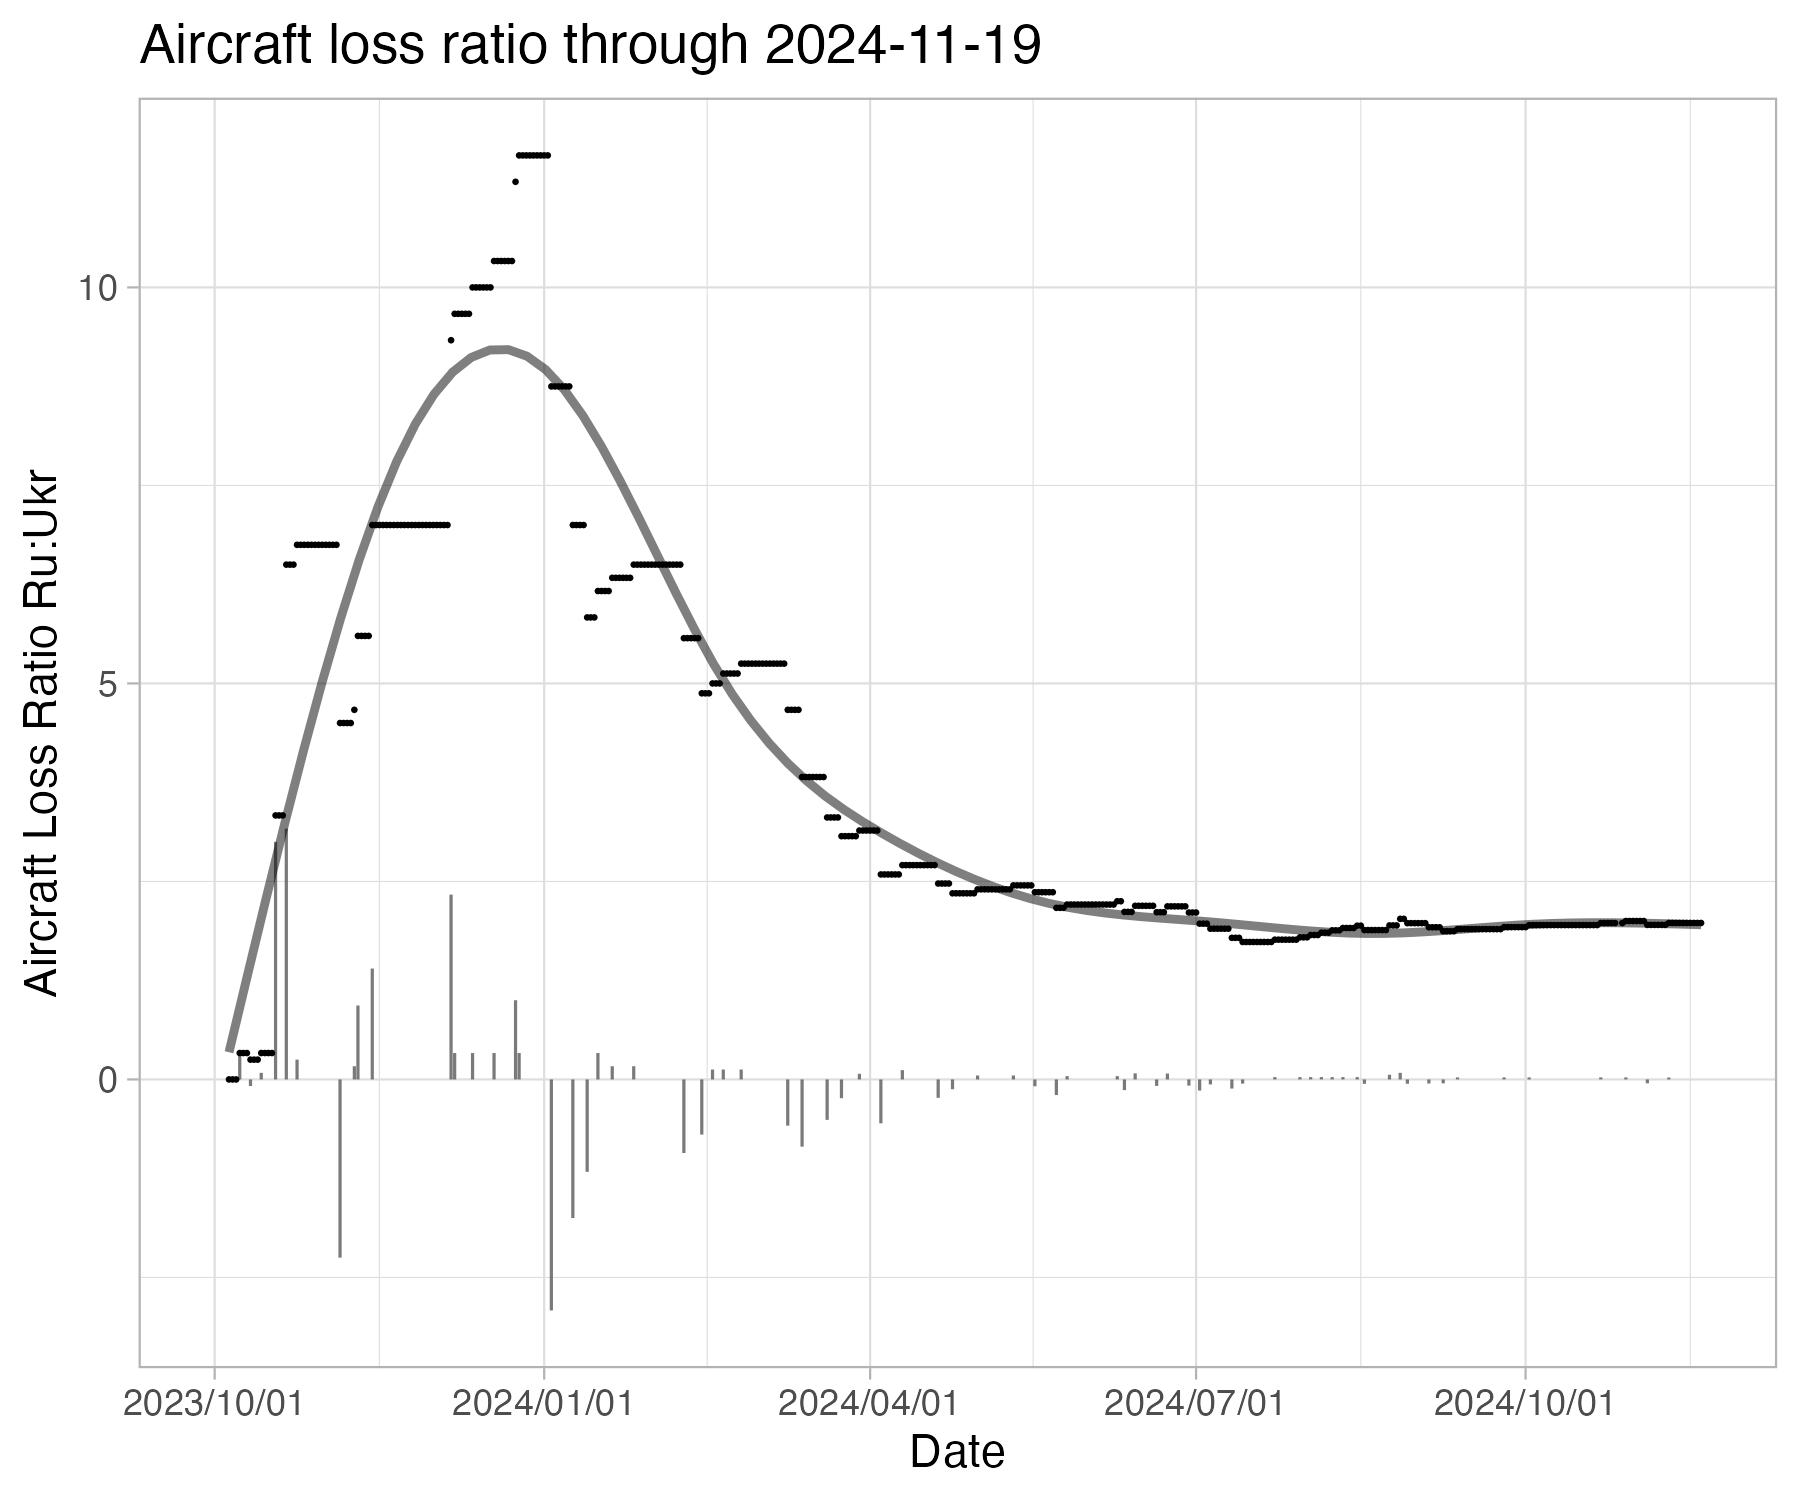 Aircraft loss ratio through 2024-11-19
Aircraft Loss Ratio Ru:Ukr
10
5
0
2023/10/01
2024/01/01
2024/04/01
2024/07/01
2024/10/01
Date